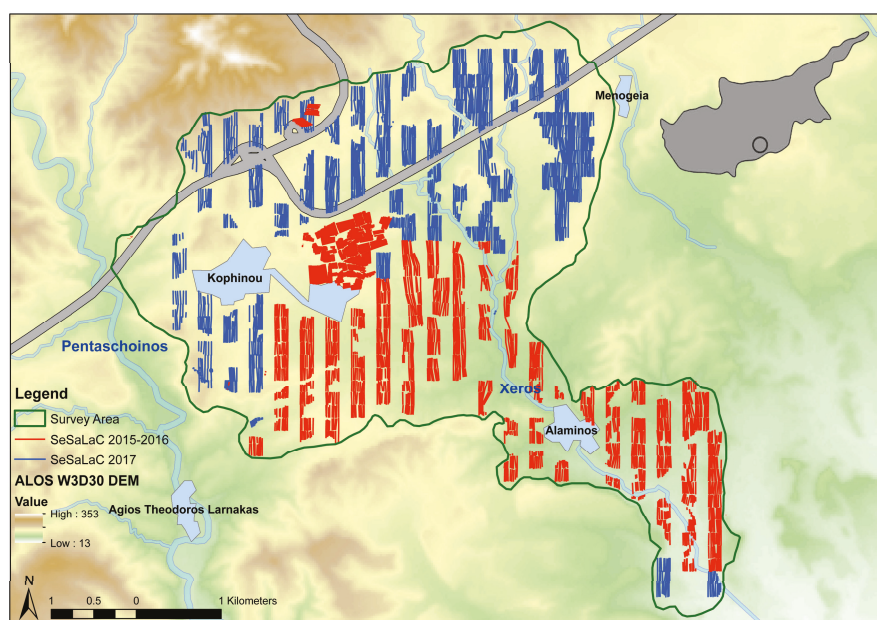 Menogeia
Kophinou
Pentaschoinos
Xeros
Alaminos
Agios Theodoros Larnakas
Legend
Survey Area
SeSaLaC 2015-2016
SeSaLaC 2017
ALOS W3D30 DEM
Value
High : 353
Low : 13
N
1 0.5 0 1 Kilometers